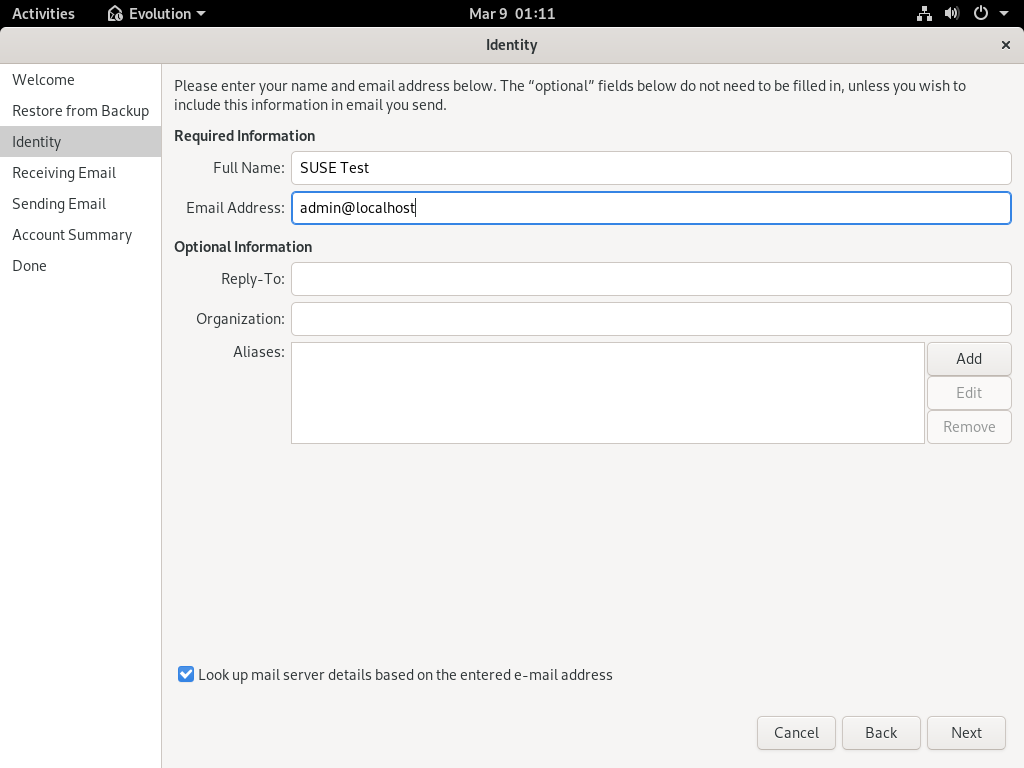 Activities
Evolution
Mar 9 01:11
Identity
Welcome
Restore from Backup
Identity
Receiving Email
Sending Email
Account Summary
Done
Please enter your name and email address below. The “optional” fields below do not need to be filled in, unless you wish to
include this information in email you send.
Required Information
Full Name: SUSE Test
Email Address: admin@localhost
Optional Information
Reply-To:
Organization:
Aliases:
Add
Edit
Remove
Look up mail server details based on the entered e-mail address
Cancel
Back
Next